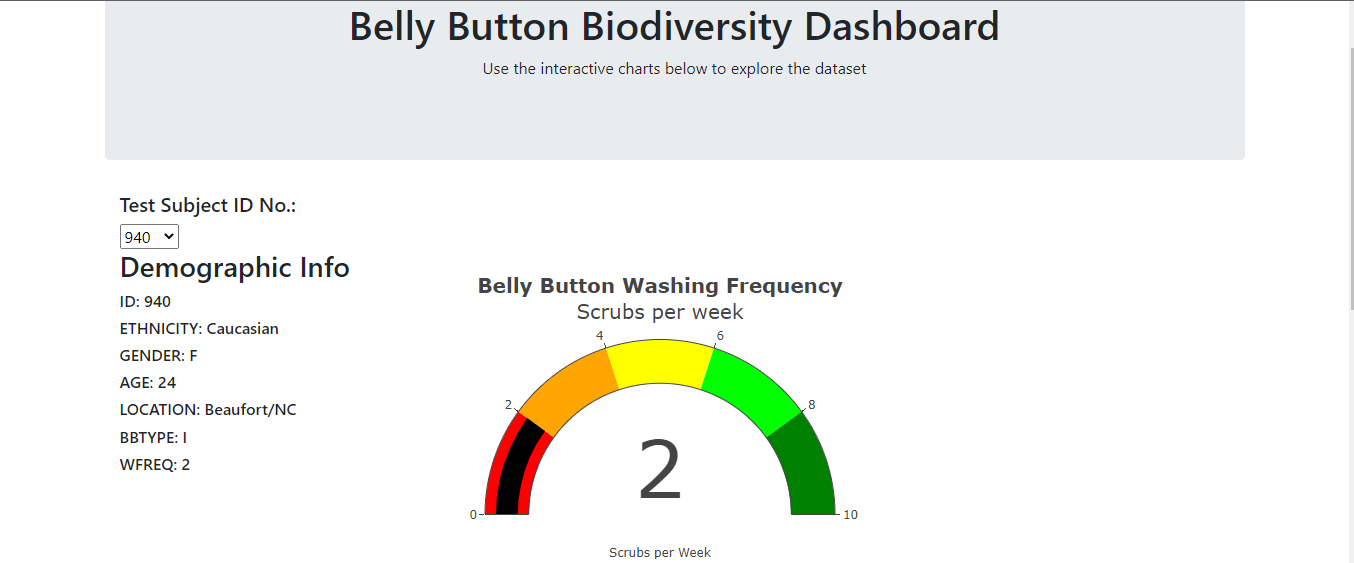 Belly Button Biodiversity Dashboard
Use the interactive charts below to explore the dataset
Test Subject ID No.:
940
Demographic Info
ID: 940
ETHNICITY: Caucasian
GENDER: F
AGE: 24
LOCATION: Beaufort/NC
BBTYPE: I
WFREQ: 2
Belly Button Washing Frequency
Scrubs per week
0
2
4
6
8
10
2
Scrubs per Week